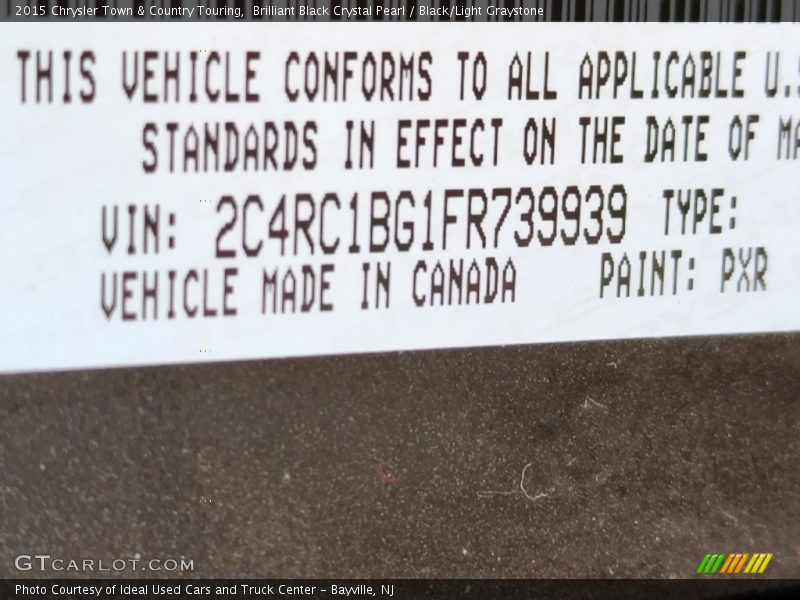 2015 Chrysler Town & Country Touring,  Brilliant Black Crystal Pearl / Black/Light Graystone
THIS VEHICLE CONFORMS TO ALL APPLICABLE U.S
STANDARDS IN EFFECT ON THE DATE OF MA
VIN: 2C4RC1BG1FR739939 TYPE:
VEHICLE MADE IN CANADA PAINT: PXR
GTCARLOT.COM
Photo Courtesy of Ideal Used Cars and Truck Center - Bayville, NJ